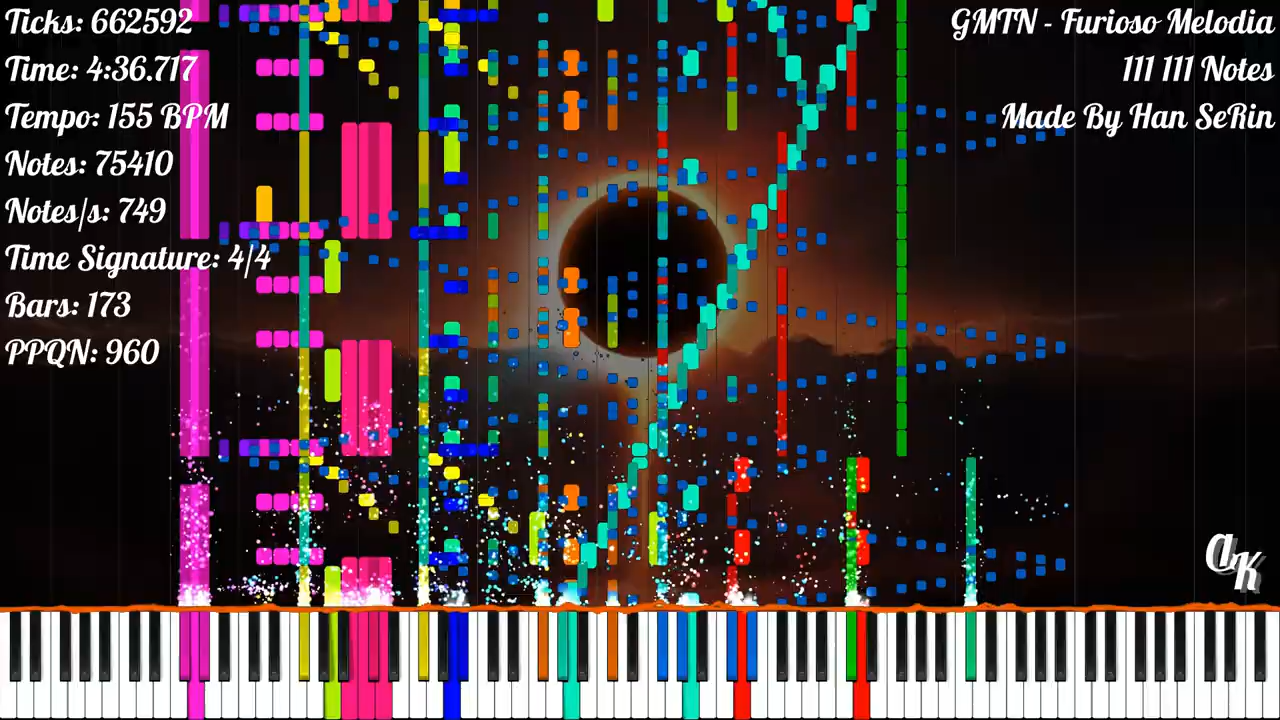 Ticks: 662592
Time: 4:36.717
Tempo: 155 BPM
Notes: 75410
Notes/s: 749
Time Signature: 4/4
Bars: 173
PPQN: 960
GMTN - Furioso Melodia
111 111 Notes
Made By Han SeRin
AK